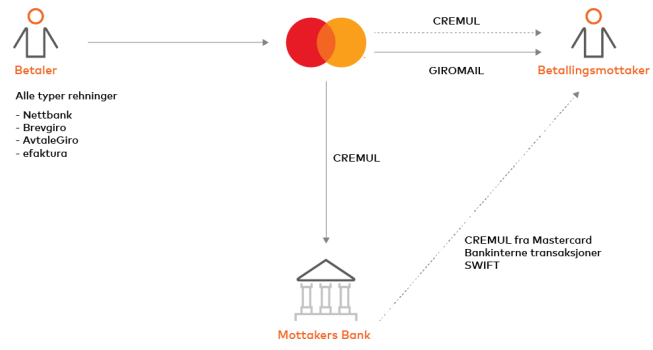 CREMUL
Betaler
GIROMAIL
Betallingsmottaker
Alle typer rehninger
- Nettbank
- Brevgiro
- AvtaleGiro
- efaktura
CREMUL
CREMUL fra Mastercard
Bankinterne transaksjoner
SWIFT
Mottakers Bank